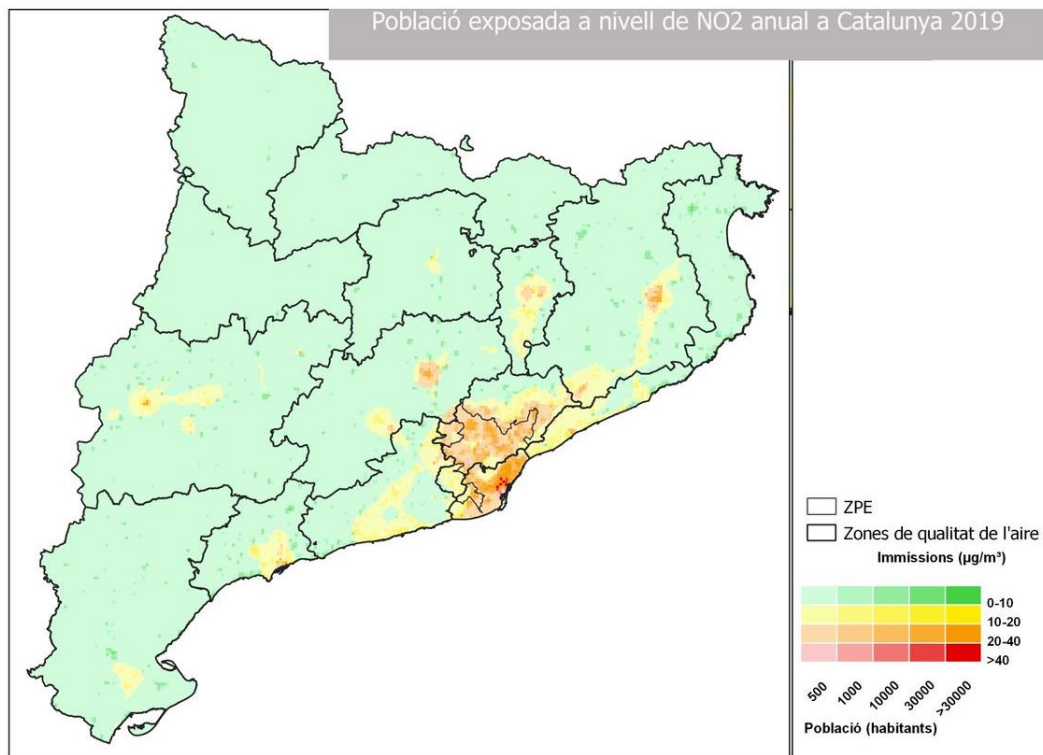 Població exposada a nivell de NO2 anual a Catalunya 2019
ZPE
Zones de qualitat de l'aire
Immissions (µg/m³)
0-10
10-20
20-40
>40
500 1000 10000 30000 >30000
Població (habitants)